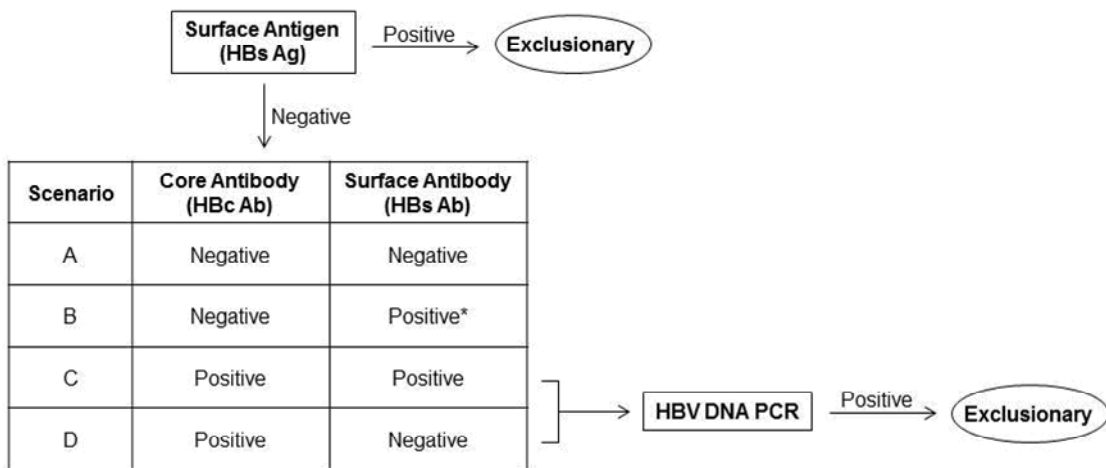 Surface Antigen
(HBs Ag)
Positive
Exclusionary
Negative
Scenario
Core Antibody
(HBc Ab)
Surface Antibody
(HBs Ab)
A
Negative
Negative
B
Negative
Positive*
C
Positive
Positive
D
Positive
Negative
HBV DNA PCR
Positive
Exclusionary